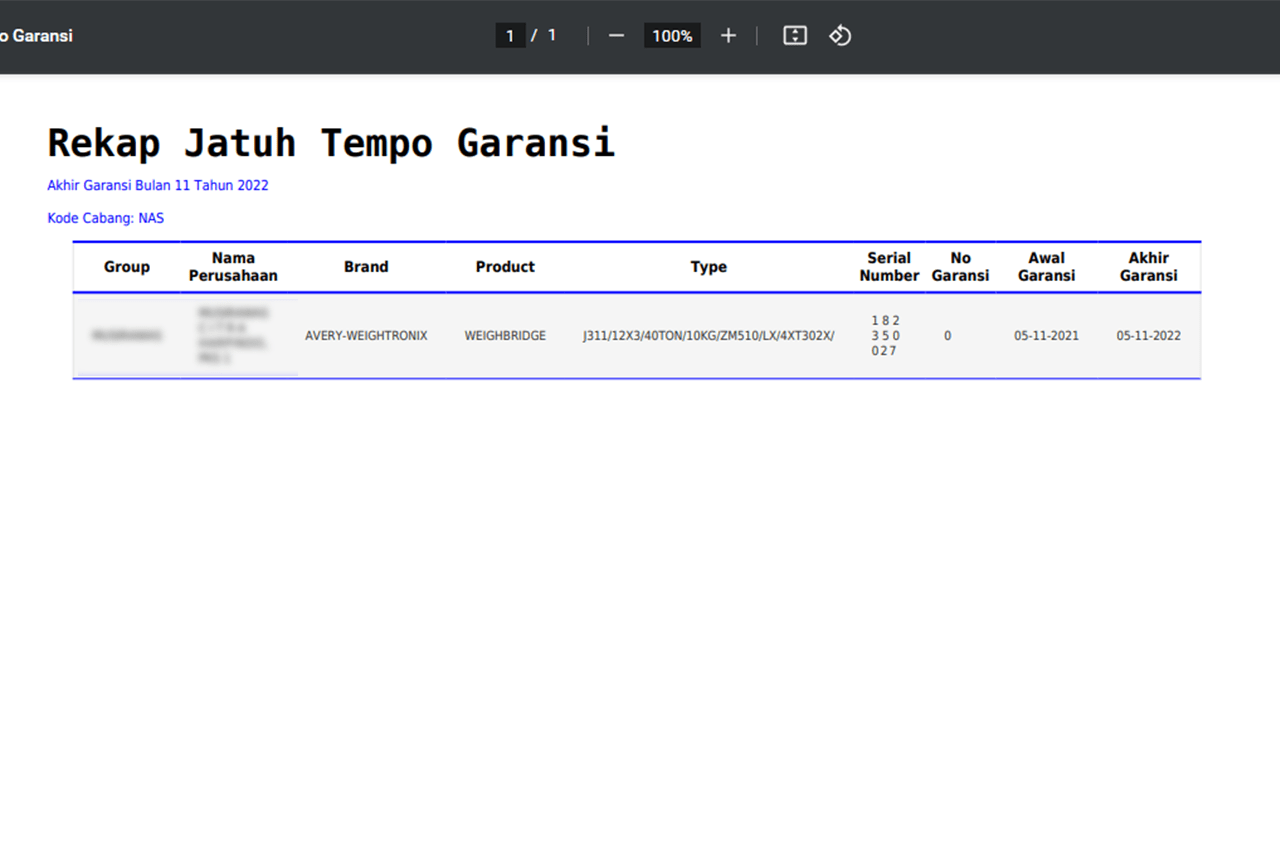 o Garansi
1 / 1
100%
Rekap Jatuh Tempo Garansi
Akhir Garansi Bulan 11 Tahun 2022
Kode Cabang: NAS
Group
Nama
Perusahaan
Brand
Product
Type
Serial
Number
No
Garansi
Awal
Garansi
Akhir
Garansi
AVERY-WEIGHTRONIX
WEIGHBRIDGE
J311/12X3/40TON/10KG/ZM510/LX/4XT302X/
1 8 2
3 5 0
0 2 7
0
05-11-2021
05-11-2022